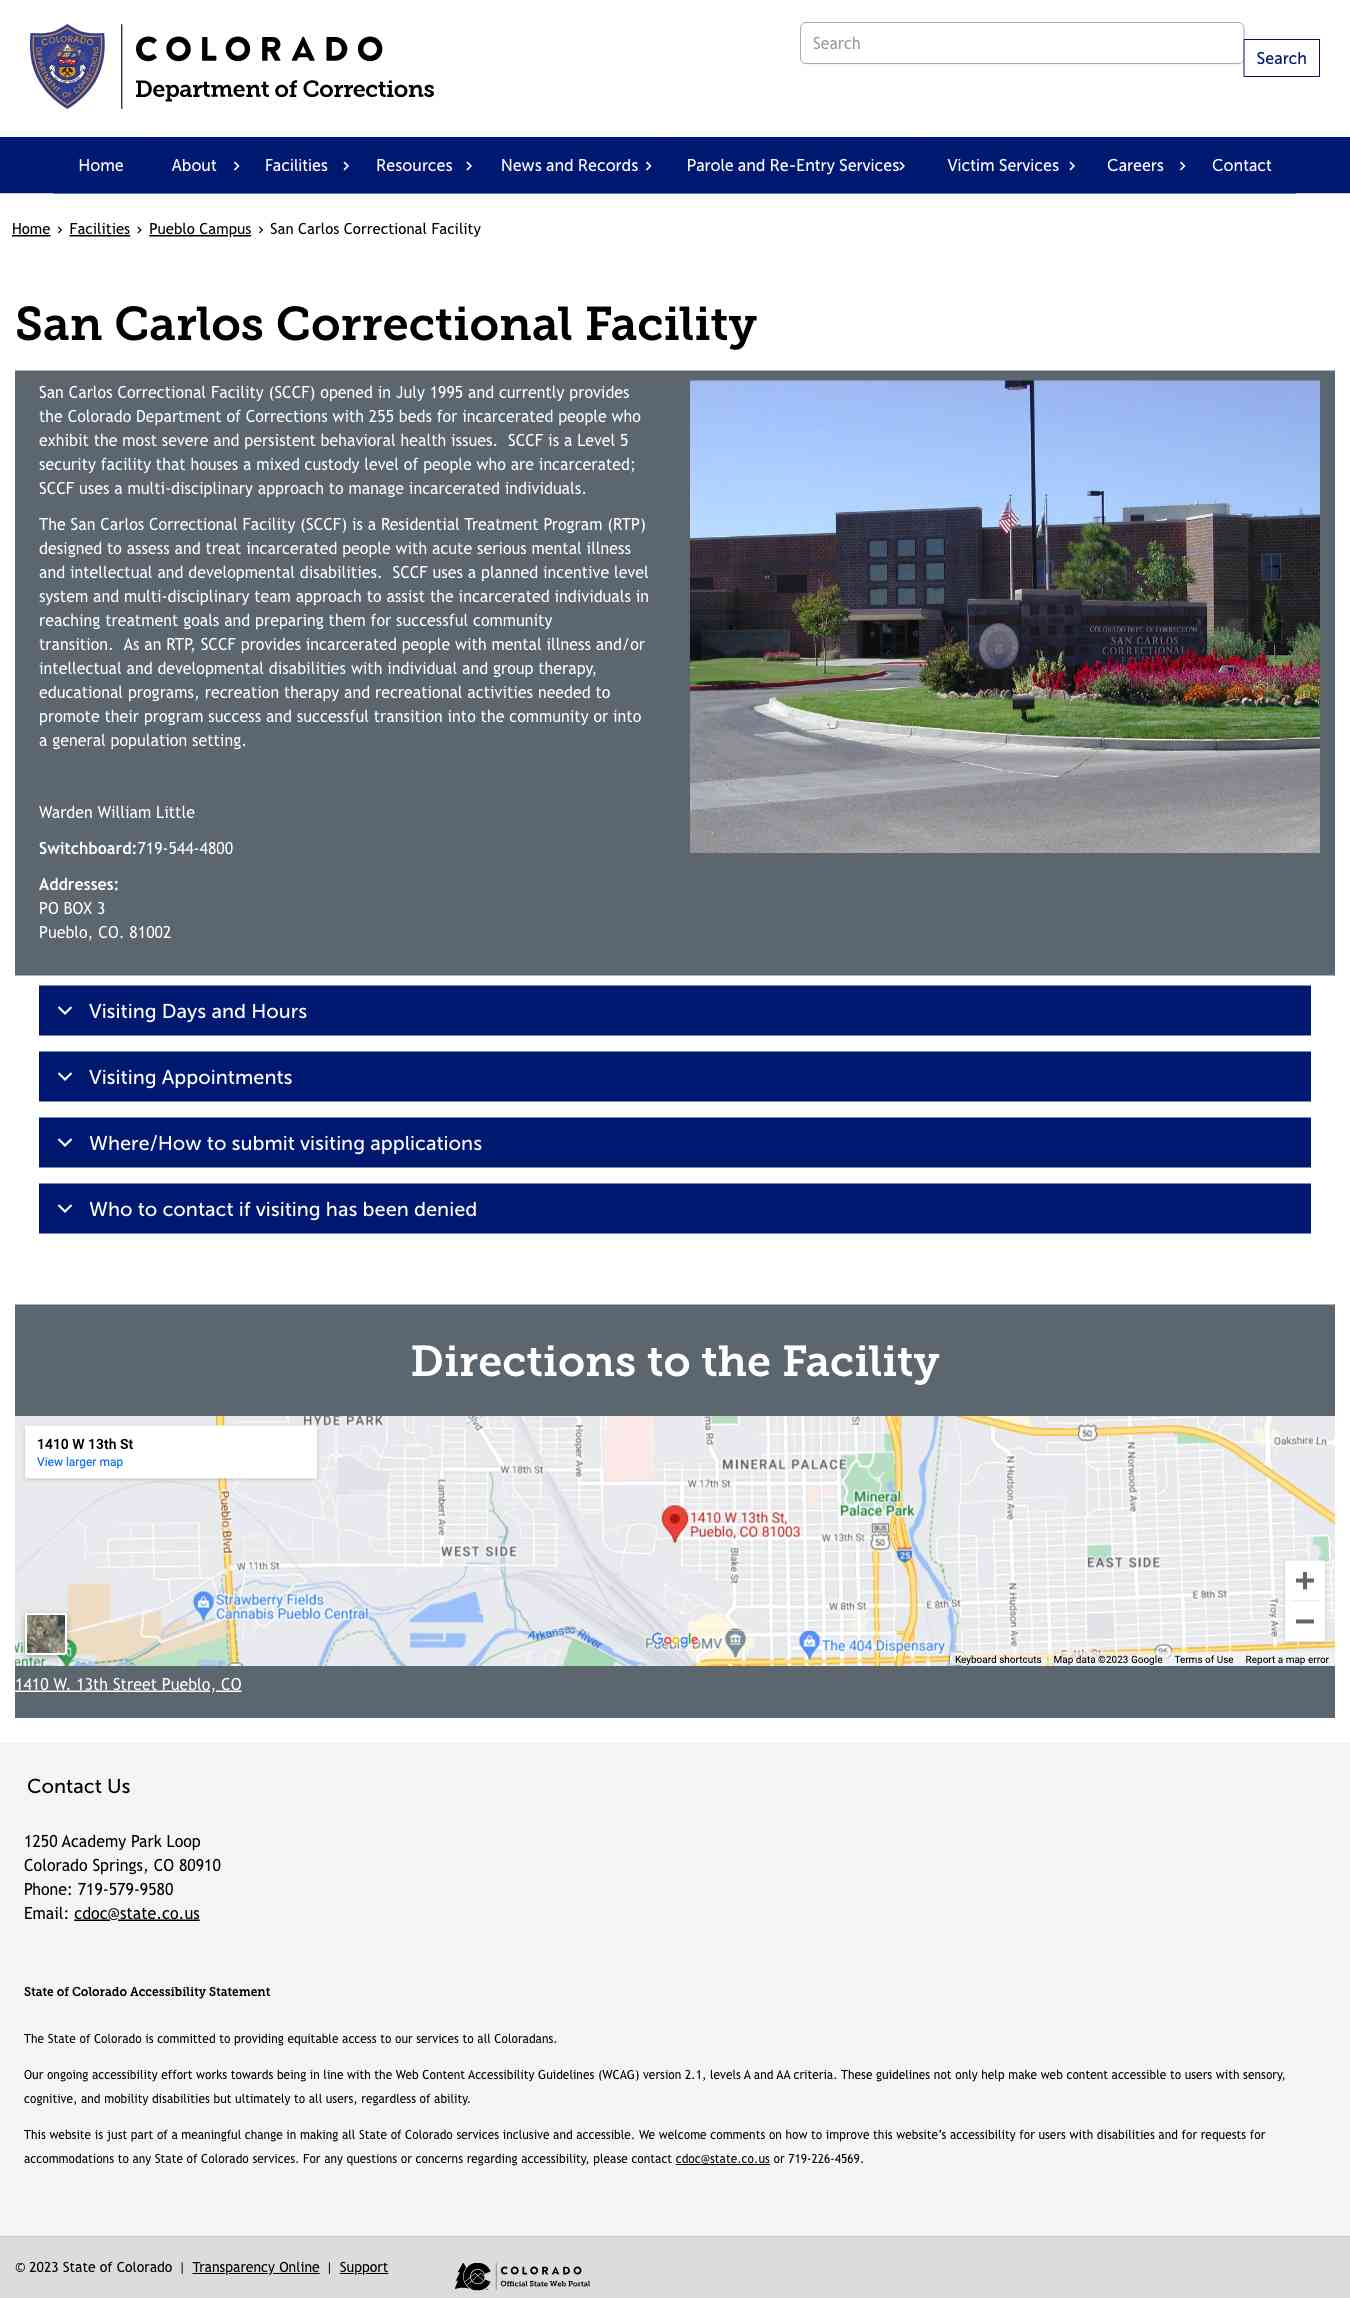 COLORADO
Department of Corrections
Search
Search
Home About Facilities Resources News and Records Parole and Re-Entry Services Victim Services Careers Contact
Home › Facilities › Pueblo Campus › San Carlos Correctional Facility
San Carlos Correctional Facility
San Carlos Correctional Facility (SCCF) opened in July 1995 and currently provides
the Colorado Department of Corrections with 255 beds for incarcerated people who
exhibit the most severe and persistent behavioral health issues.  SCCF is a Level 5
security facility that houses a mixed custody level of people who are incarcerated;
SCCF uses a multi-disciplinary approach to manage incarcerated individuals.
The San Carlos Correctional Facility (SCCF) is a Residential Treatment Program (RTP)
designed to assess and treat incarcerated people with acute serious mental illness
and intellectual and developmental disabilities.  SCCF uses a planned incentive level
system and multi-disciplinary team approach to assist the incarcerated individuals in
reaching treatment goals and preparing them for successful community
transition.  As an RTP, SCCF provides incarcerated people with mental illness and/or
intellectual and developmental disabilities with individual and group therapy,
educational programs, recreation therapy and recreational activities needed to
promote their program success and successful transition into the community or into
a general population setting.
COLORADO DEPT. OF CORRECTIONS
SAN CARLOS
CORRECTIONAL
Warden William Little
Switchboard:719-544-4800
Addresses:
PO BOX 3
Pueblo, CO. 81002
Visiting Days and Hours
Visiting Appointments
Where/How to submit visiting applications
Who to contact if visiting has been denied
Directions to the Facility
1410 W 13th St
View larger map
HYDE PARK
Hooper Ave
50
Oakshire Ln
W 18th St
MINERAL PALACE
W 17th St
Lambert Ave
Pueblo Blvd
Mineral
Palace Park
N Hudson Ave
N Norwood Ave
1410 W 13th St,
Pueblo, CO 81003
W 13th St
50
25
WEST SIDE
W 11th St
Blake St
EAST SIDE
Strawberry Fields
Cannabis Pueblo Central
W 8th St
E 8th St
E 8th St
N Hudson Ave
Troy Ave
Arkansas River
Google
Pueblo DMV
The 404 Dispensary
96
Keyboard shortcuts Map data ©2023 Google Terms of Use Report a map error
1410 W. 13th Street Pueblo, CO
Contact Us
1250 Academy Park Loop
Colorado Springs, CO 80910
Phone: 719-579-9580
Email: cdoc@state.co.us
State of Colorado Accessibility Statement
The State of Colorado is committed to providing equitable access to our services to all Coloradans.
Our ongoing accessibility effort works towards being in line with the Web Content Accessibility Guidelines (WCAG) version 2.1, levels A and AA criteria. These guidelines not only help make web content accessible to users with sensory,
cognitive, and mobility disabilities but ultimately to all users, regardless of ability.
This website is just part of a meaningful change in making all State of Colorado services inclusive and accessible. We welcome comments on how to improve this website's accessibility for users with disabilities and for requests for
accommodations to any State of Colorado services. For any questions or concerns regarding accessibility, please contact cdoc@state.co.us or 719-226-4569.
© 2023 State of Colorado | Transparency Online | Support
COLORADO
Official State Web Portal